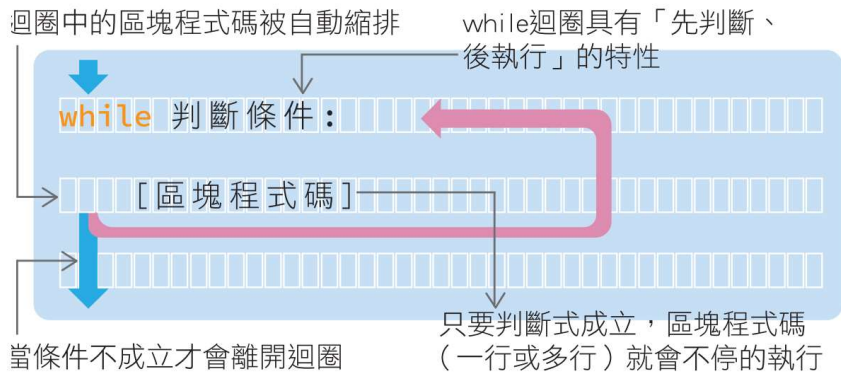 迴圈中的區塊程式碼被自動縮排
while迴圈具有「先判斷、
後執行」的特性
while 判斷條件:
[區塊程式碼]
只要判斷式成立,區塊程式碼
(一行或多行)就會不停的執行
當條件不成立才會離開迴圈